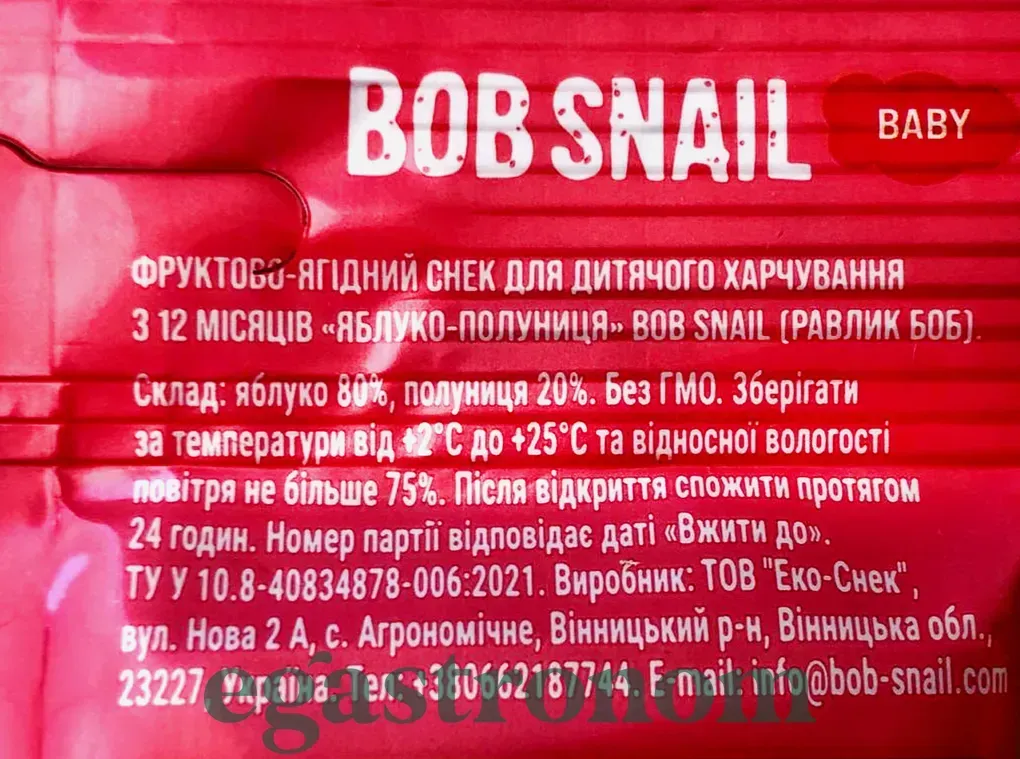 BOB SNAIL
BABY
ФРУКТОВО-ЯГІДНИЙ СНЕК ДЛЯ ДИТЯЧОГО ХАРЧУВАННЯ
З 12 МІСЯЦІВ «ЯБЛУКО-ПОЛУНИЦЯ» BOB SNAIL (РАВЛИК БОБ).
Склад: яблуко 80%, полуниця 20%. Без ГМО. Зберігати
за температури від +2°C до +25°C та відносної вологості
повітря не більше 75%. Після відкриття спожити протягом
24 годин. Номер партії відповідає даті «Вжити до».
ТУ У 10.8-40834878-006:2021. Виробник: ТОВ "Еко-Снек",
вул. Нова 2 А, с. Агрономічне, Вінницький р-н, Вінницька обл.,
23227, Україна. Тел. +380662187744. E-mail: info@bob-snail.com
egastronom